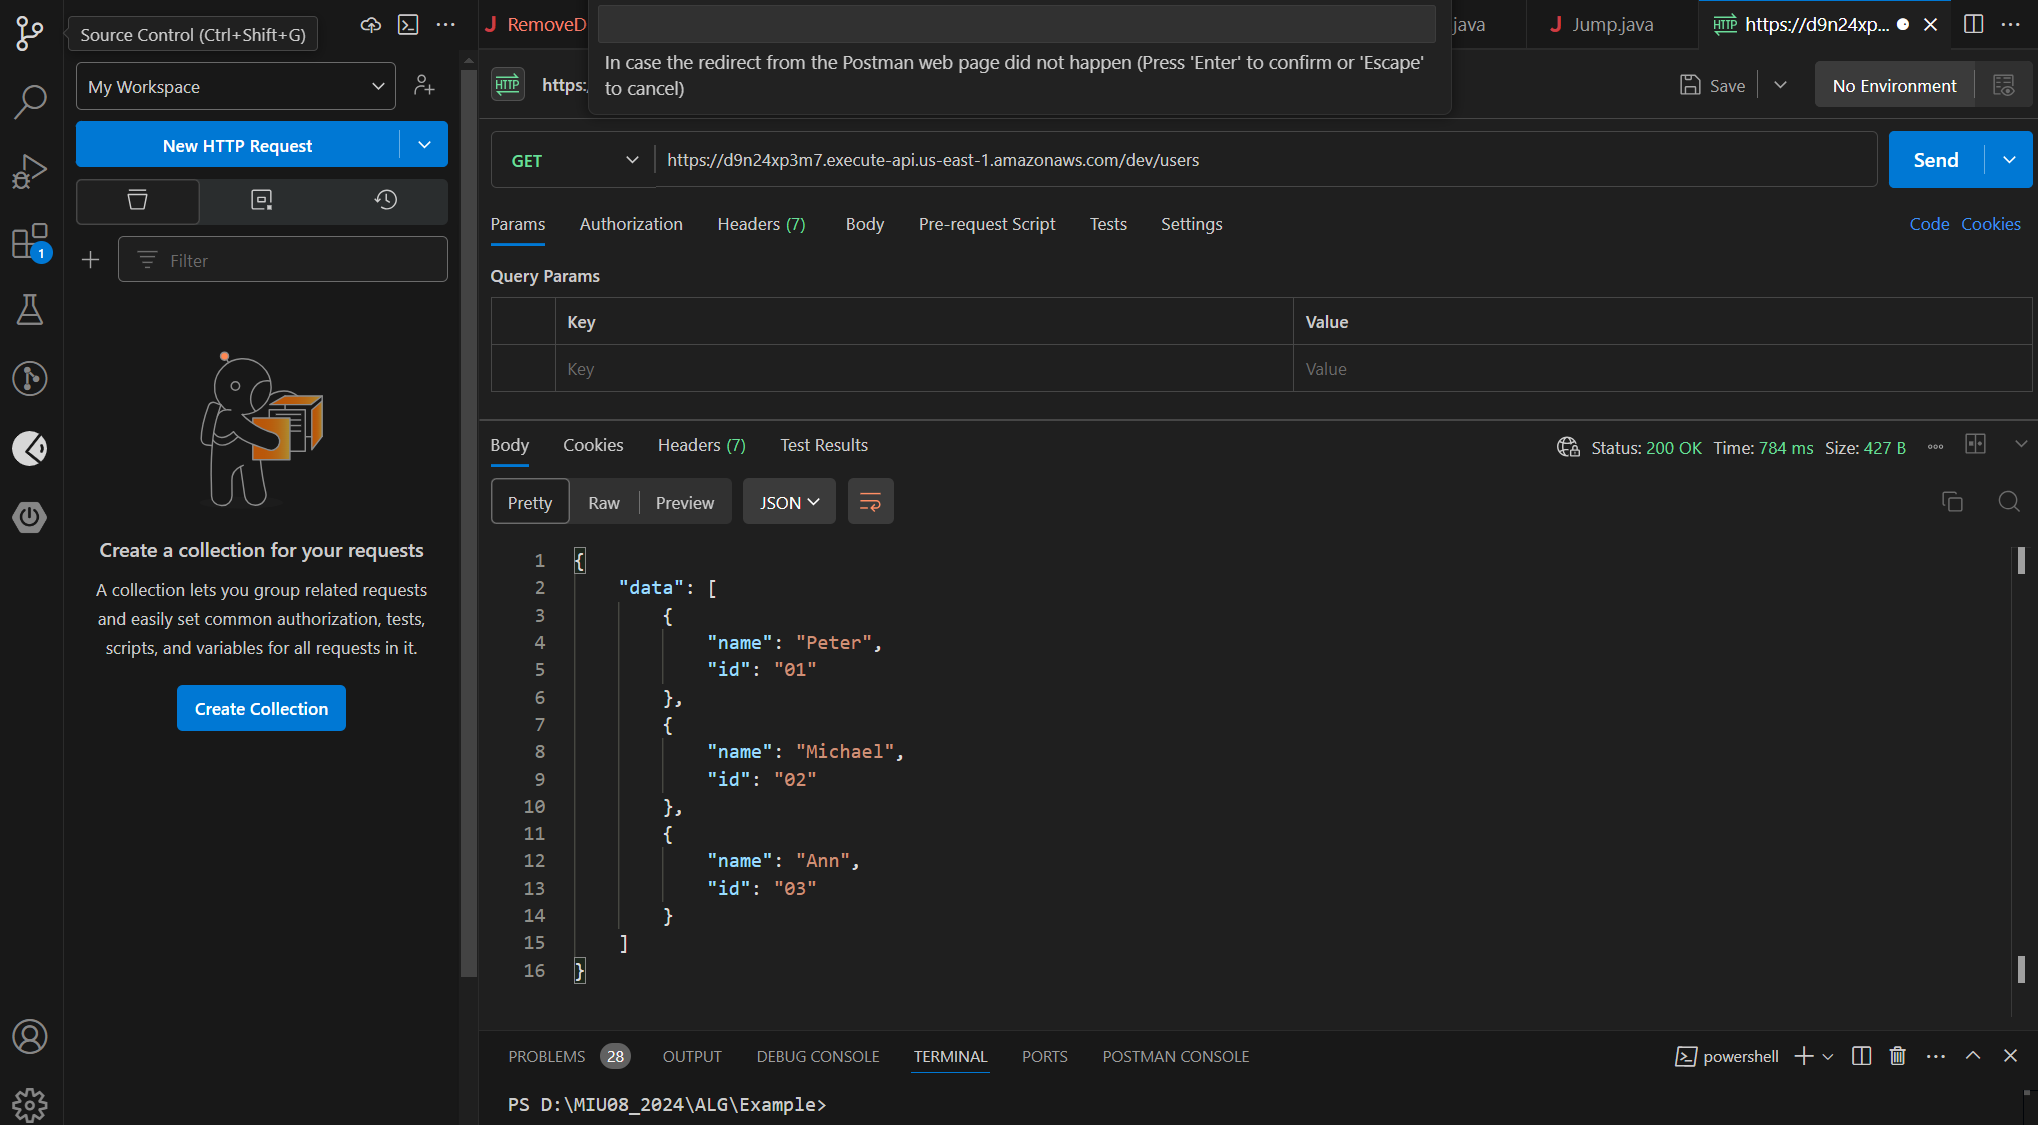 Source Control (Ctrl+Shift+G)
RemoveD
java
Jump.java
HTTP https://d9n24xp...
In case the redirect from the Postman web page did not happen (Press 'Enter' to confirm or 'Escape'
to cancel)
My Workspace
HTTP https:
Save
No Environment
New HTTP Request
GET
https://d9n24xp3m7.execute-api.us-east-1.amazonaws.com/dev/users
Send
Params Authorization Headers (7) Body Pre-request Script Tests Settings
Code Cookies
1
Filter
Query Params
Key Value
Key Value
Body Cookies Headers (7) Test Results
Status: 200 OK Time: 784 ms Size: 427 B
Pretty Raw Preview JSON
Create a collection for your requests
A collection lets you group related requests
and easily set common authorization, tests,
scripts, and variables for all requests in it.
Create Collection
1 {
2 "data": [
3 {
4 "name": "Peter",
5 "id": "01"
6 },
7 {
8 "name": "Michael",
9 "id": "02"
10 },
11 {
12 "name": "Ann",
13 "id": "03"
14 }
15 ]
16 }
PROBLEMS 28 OUTPUT DEBUG CONSOLE TERMINAL PORTS POSTMAN CONSOLE
powershell
PS D:\MIU08_2024\ALG\Example>